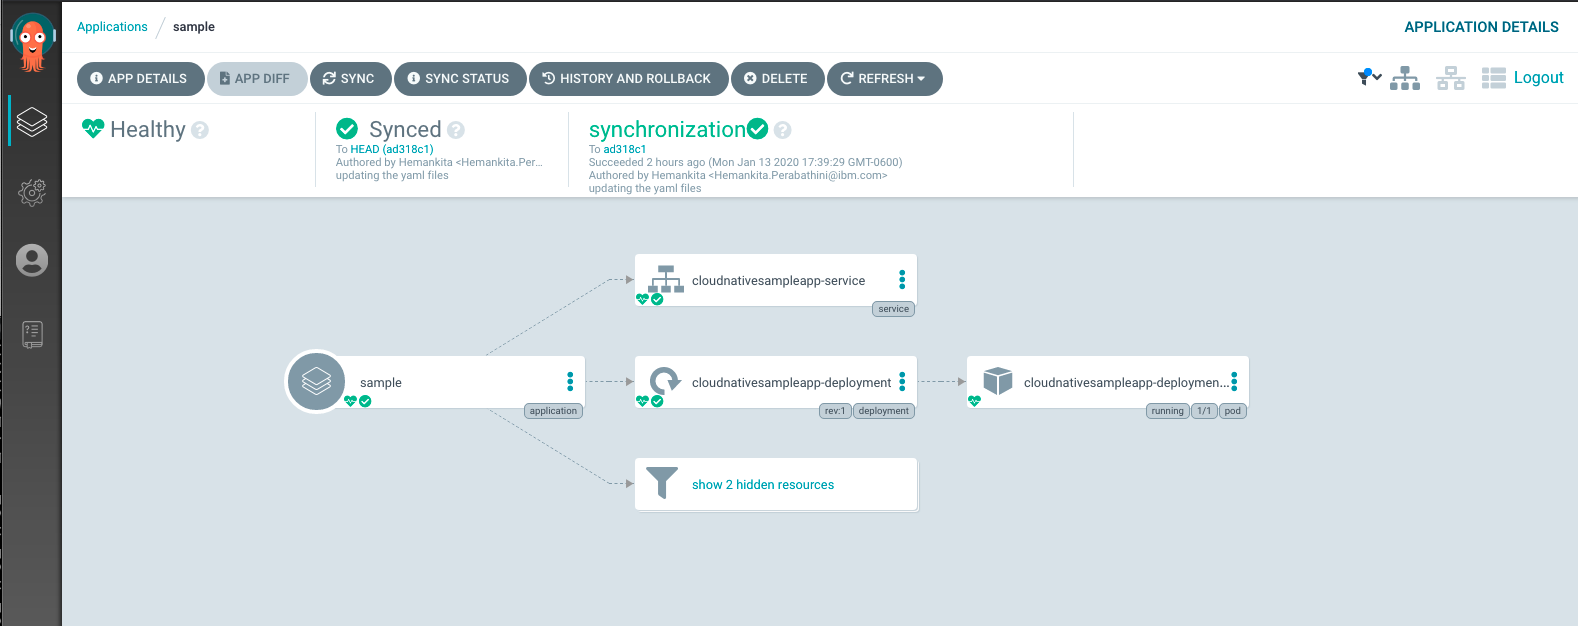 Applications / sample
APPLICATION DETAILS
APP DETAILS
APP DIFF
SYNC
SYNC STATUS
HISTORY AND ROLLBACK
DELETE
REFRESH
Logout
Healthy
Synced
To HEAD (ad318c1)
Authored by Hemankita <Hemankita.Per...
updating the yaml files
synchronization
To ad318c1
Succeeded 2 hours ago (Mon Jan 13 2020 17:39:29 GMT-0600)
Authored by Hemankita <Hemankita.Perabathini@ibm.com>
updating the yaml files
cloudnativesampleapp-service
service
sample
application
cloudnativesampleapp-deployment
rev:1
deployment
cloudnativesampleapp-deploymen...
running
1/1
pod
show 2 hidden resources